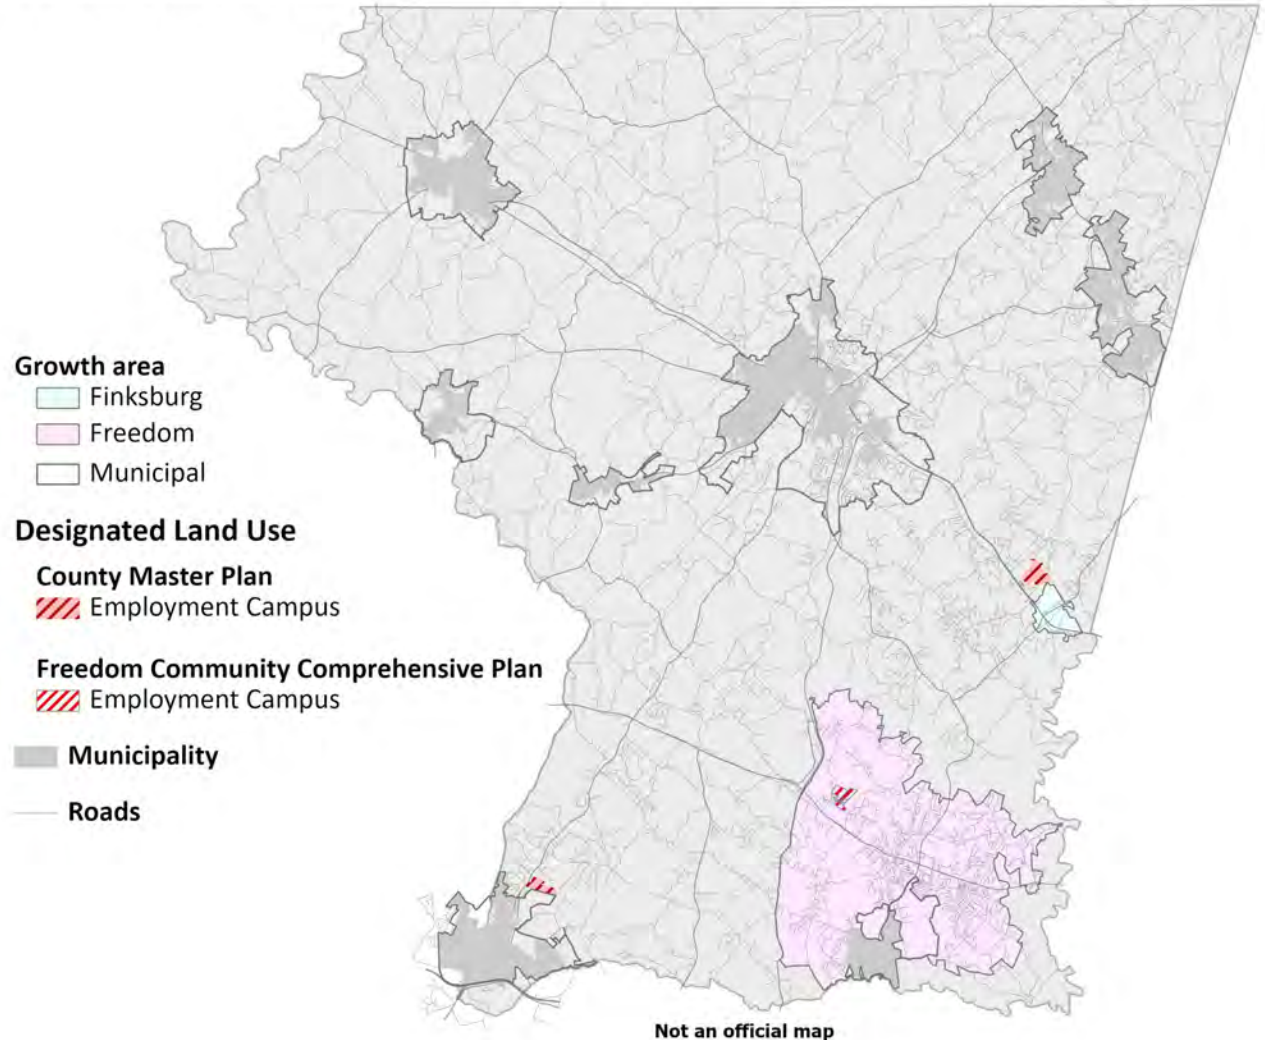 Growth area
Finksburg
Freedom
Municipal
Designated Land Use
County Master Plan
Employment Campus
Freedom Community Comprehensive Plan
Employment Campus
Municipality
Roads
Not an official map